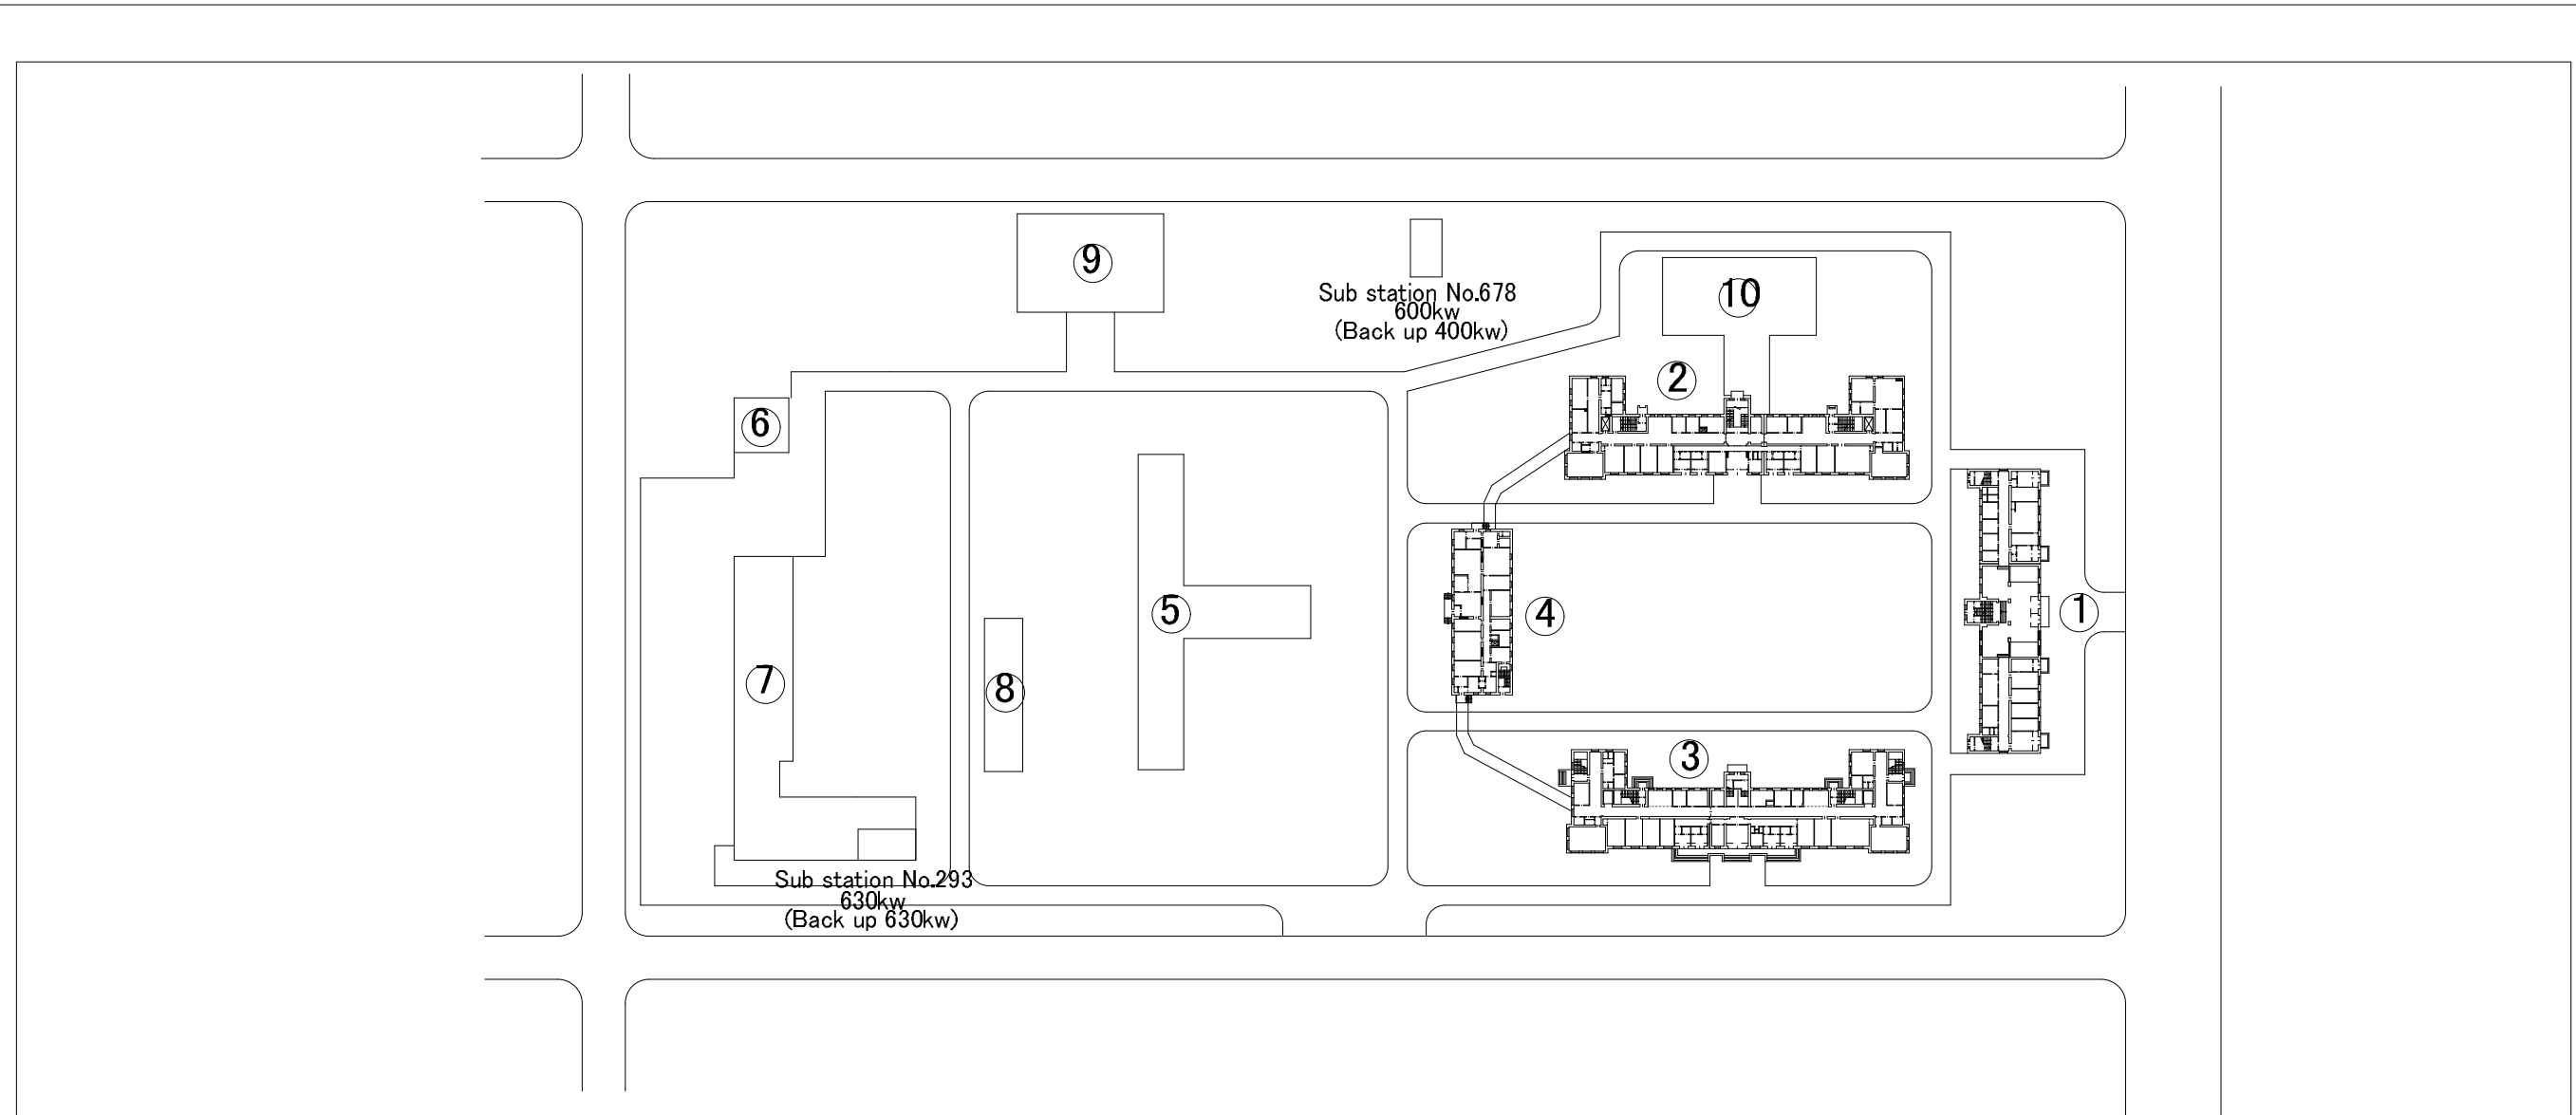 9
Sub station No.678
600kw
(Back up 400kw)
10
2
6
5
4
1
8
7
3
Sub station No.293
630kw
(Back up 630kw)